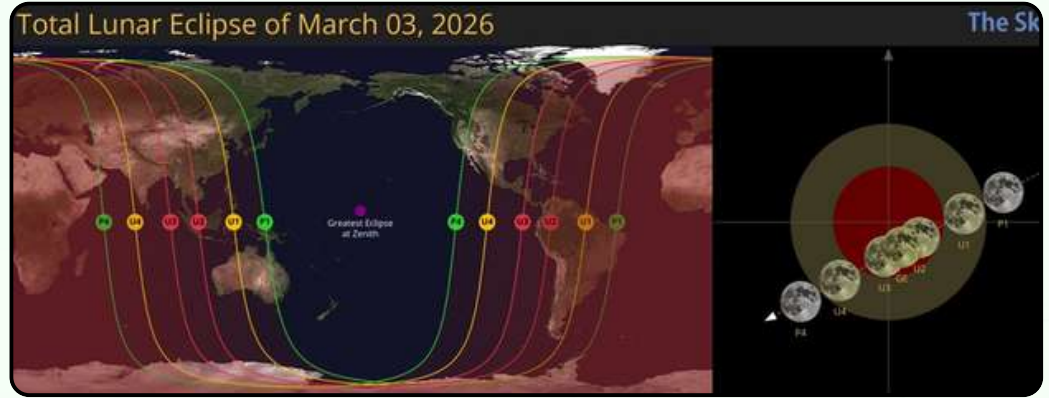 Total Lunar Eclipse of March 03, 2026
The Sk
P4 U4 U3 U2 U1 P1
Greatest Eclipse
at Zenith
P4 U4 U3 U2 U1 P1
P1
U1
U2
GE
U3
U4
P4